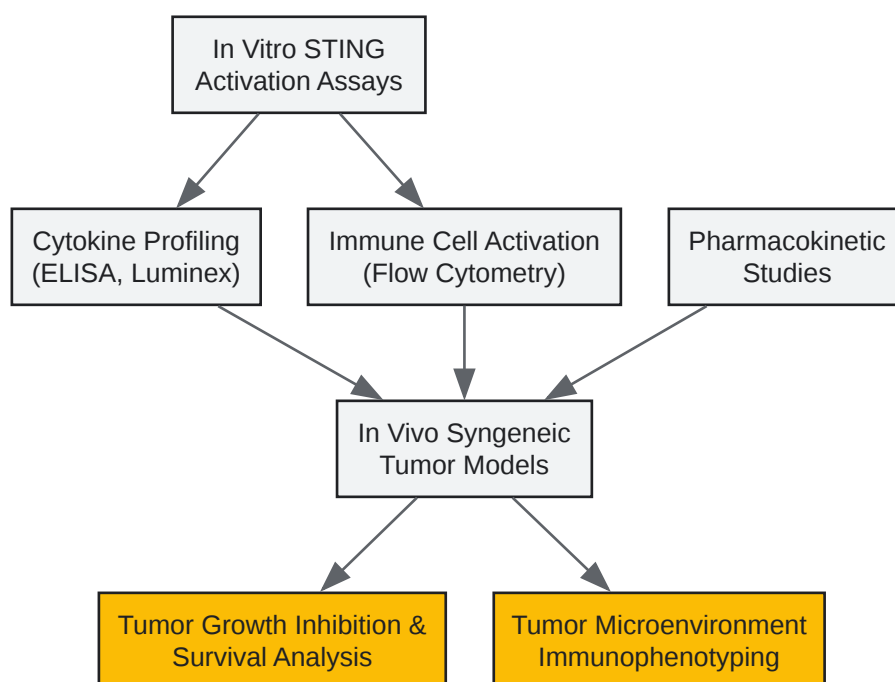 In Vitro STING
Activation Assays
Cytokine Profiling
(ELISA, Luminex)
Immune Cell Activation
(Flow Cytometry)
Pharmacokinetic
Studies
In Vivo Syngeneic
Tumor Models
Tumor Growth Inhibition &
Survival Analysis
Tumor Microenvironment
Immunophenotyping